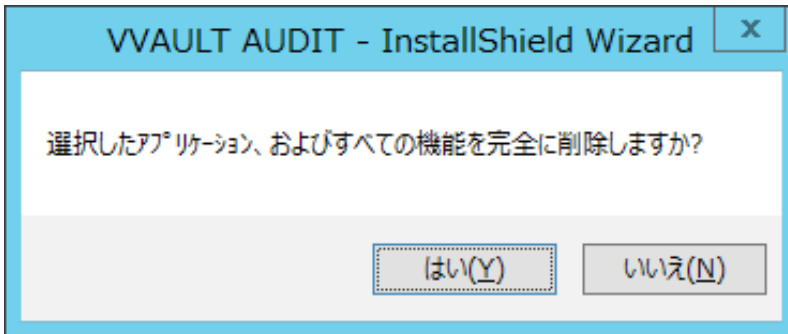 VVAULT AUDIT - InstallShield Wizard
x
選択したｱﾌﾟﾘｹｰｼｮﾝ、およびすべての機能を完全に削除しますか?
はい(Y)
いいえ(N)